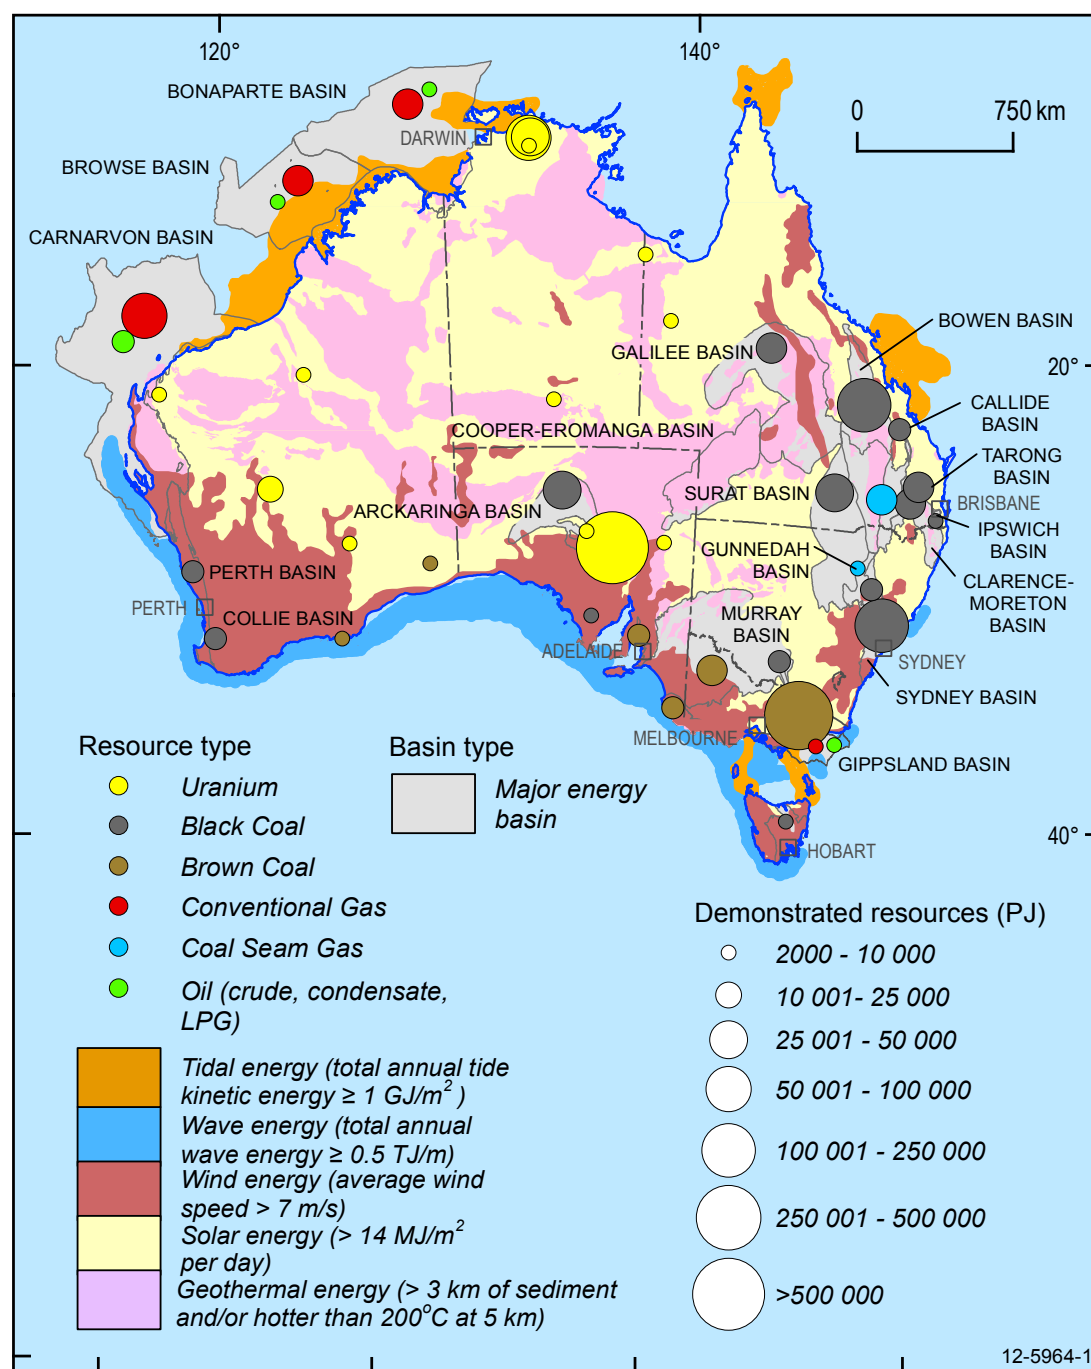 120°
140°
BONAPARTE BASIN
0
750 km
DARWIN
BROWSE BASIN
CARNARVON BASIN
BOWEN BASIN
GALILEE BASIN
20°
CALLIDE
BASIN
COOPER-EROMANGA BASIN
TARONG
BASIN
SURAT BASIN
BRISBANE
ARCKARINGA BASIN
IPSWICH
BASIN
GUNNEDAH
BASIN
PERTH BASIN
CLARENCE-
MORETON
BASIN
PERTH
COLLIE BASIN
MURRAY
BASIN
ADELAIDE
SYDNEY
SYDNEY BASIN
MELBOURNE
GIPPSLAND BASIN
Resource type
Uranium
Black Coal
Brown Coal
Conventional Gas
Coal Seam Gas
Oil (crude, condensate,
LPG)
Basin type
Major energy
basin
40°
HOBART
Tidal energy (total annual tide
kinetic energy ≥ 1 GJ/m²)
Wave energy (total annual
wave energy ≥ 0.5 TJ/m)
Wind energy (average wind
speed > 7 m/s)
Solar energy (> 14 MJ/m²
per day)
Geothermal energy (> 3 km of sediment
and/or hotter than 200°C at 5 km)
Demonstrated resources (PJ)
2000 - 10 000
10 001- 25 000
25 001 - 50 000
50 001 - 100 000
100 001 - 250 000
250 001 - 500 000
>500 000
12-5964-1